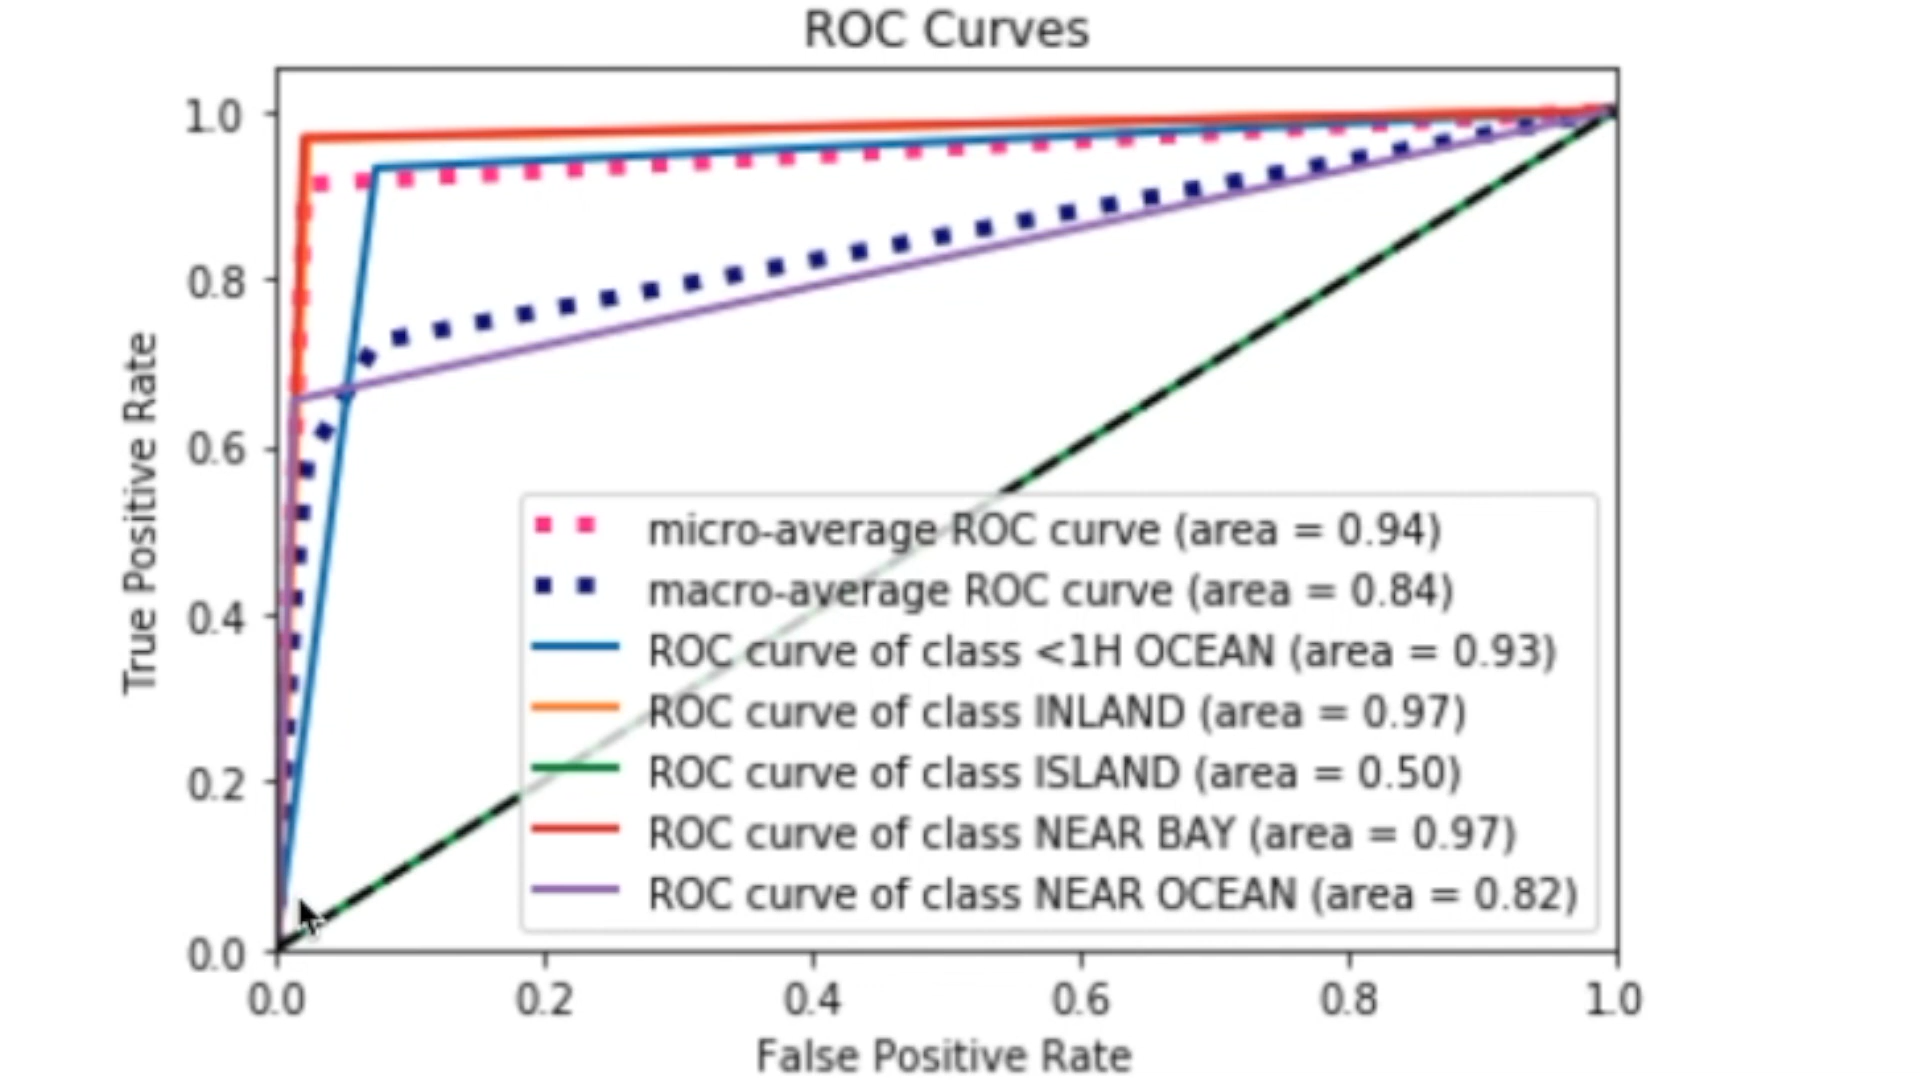 ROC Curves
1.0
0.8
0.6
0.4
0.2
0.0
True Positive Rate
micro-average ROC curve (area = 0.94)
macro-average ROC curve (area = 0.84)
ROC curve of class <1H OCEAN (area = 0.93)
ROC curve of class INLAND (area = 0.97)
ROC curve of class ISLAND (area = 0.50)
ROC curve of class NEAR BAY (area = 0.97)
ROC curve of class NEAR OCEAN (area = 0.82)
0.0 0.2 0.4 0.6 0.8 1.0
False Positive Rate